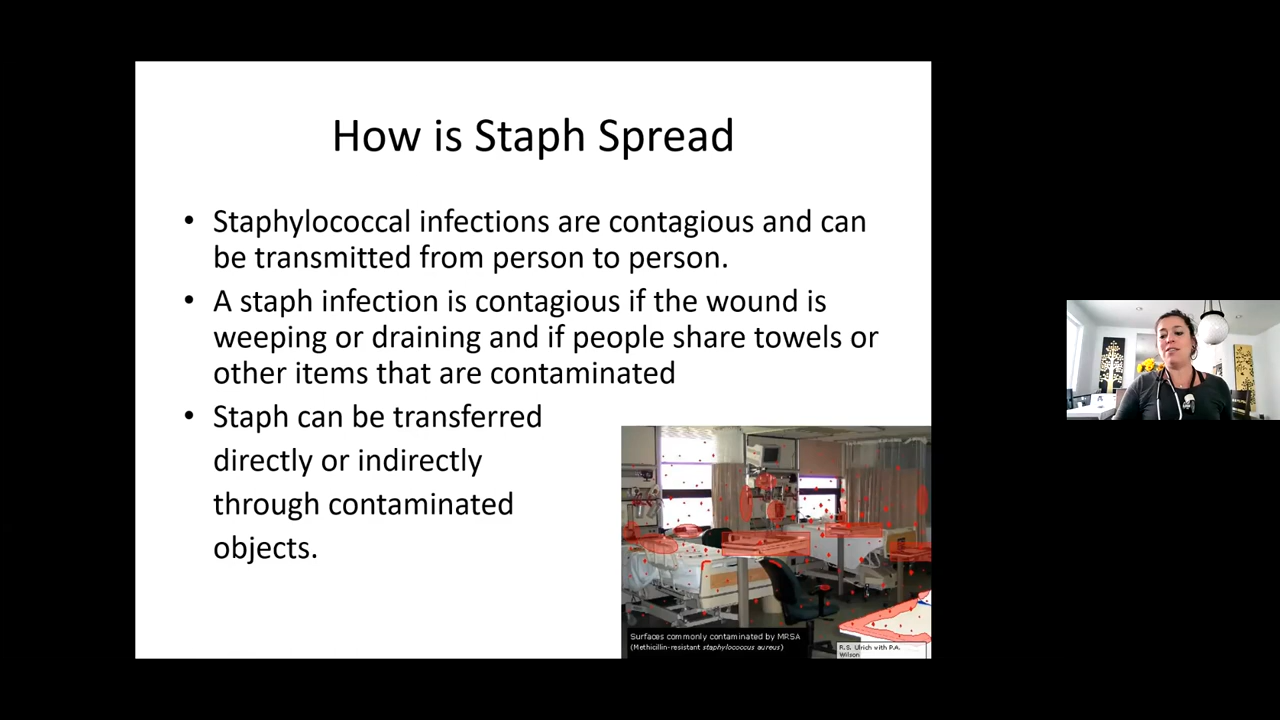 How is Staph Spread
• Staphylococcal infections are contagious and can
be transmitted from person to person.
• A staph infection is contagious if the wound is
weeping or draining and if people share towels or
other items that are contaminated
• Staph can be transferred
directly or indirectly
through contaminated
objects.
Surfaces commonly contaminated by MRSA
(Methicillin-resistant staphylococcus aureus)
R.S. Ulrich with P.A.
Wilson